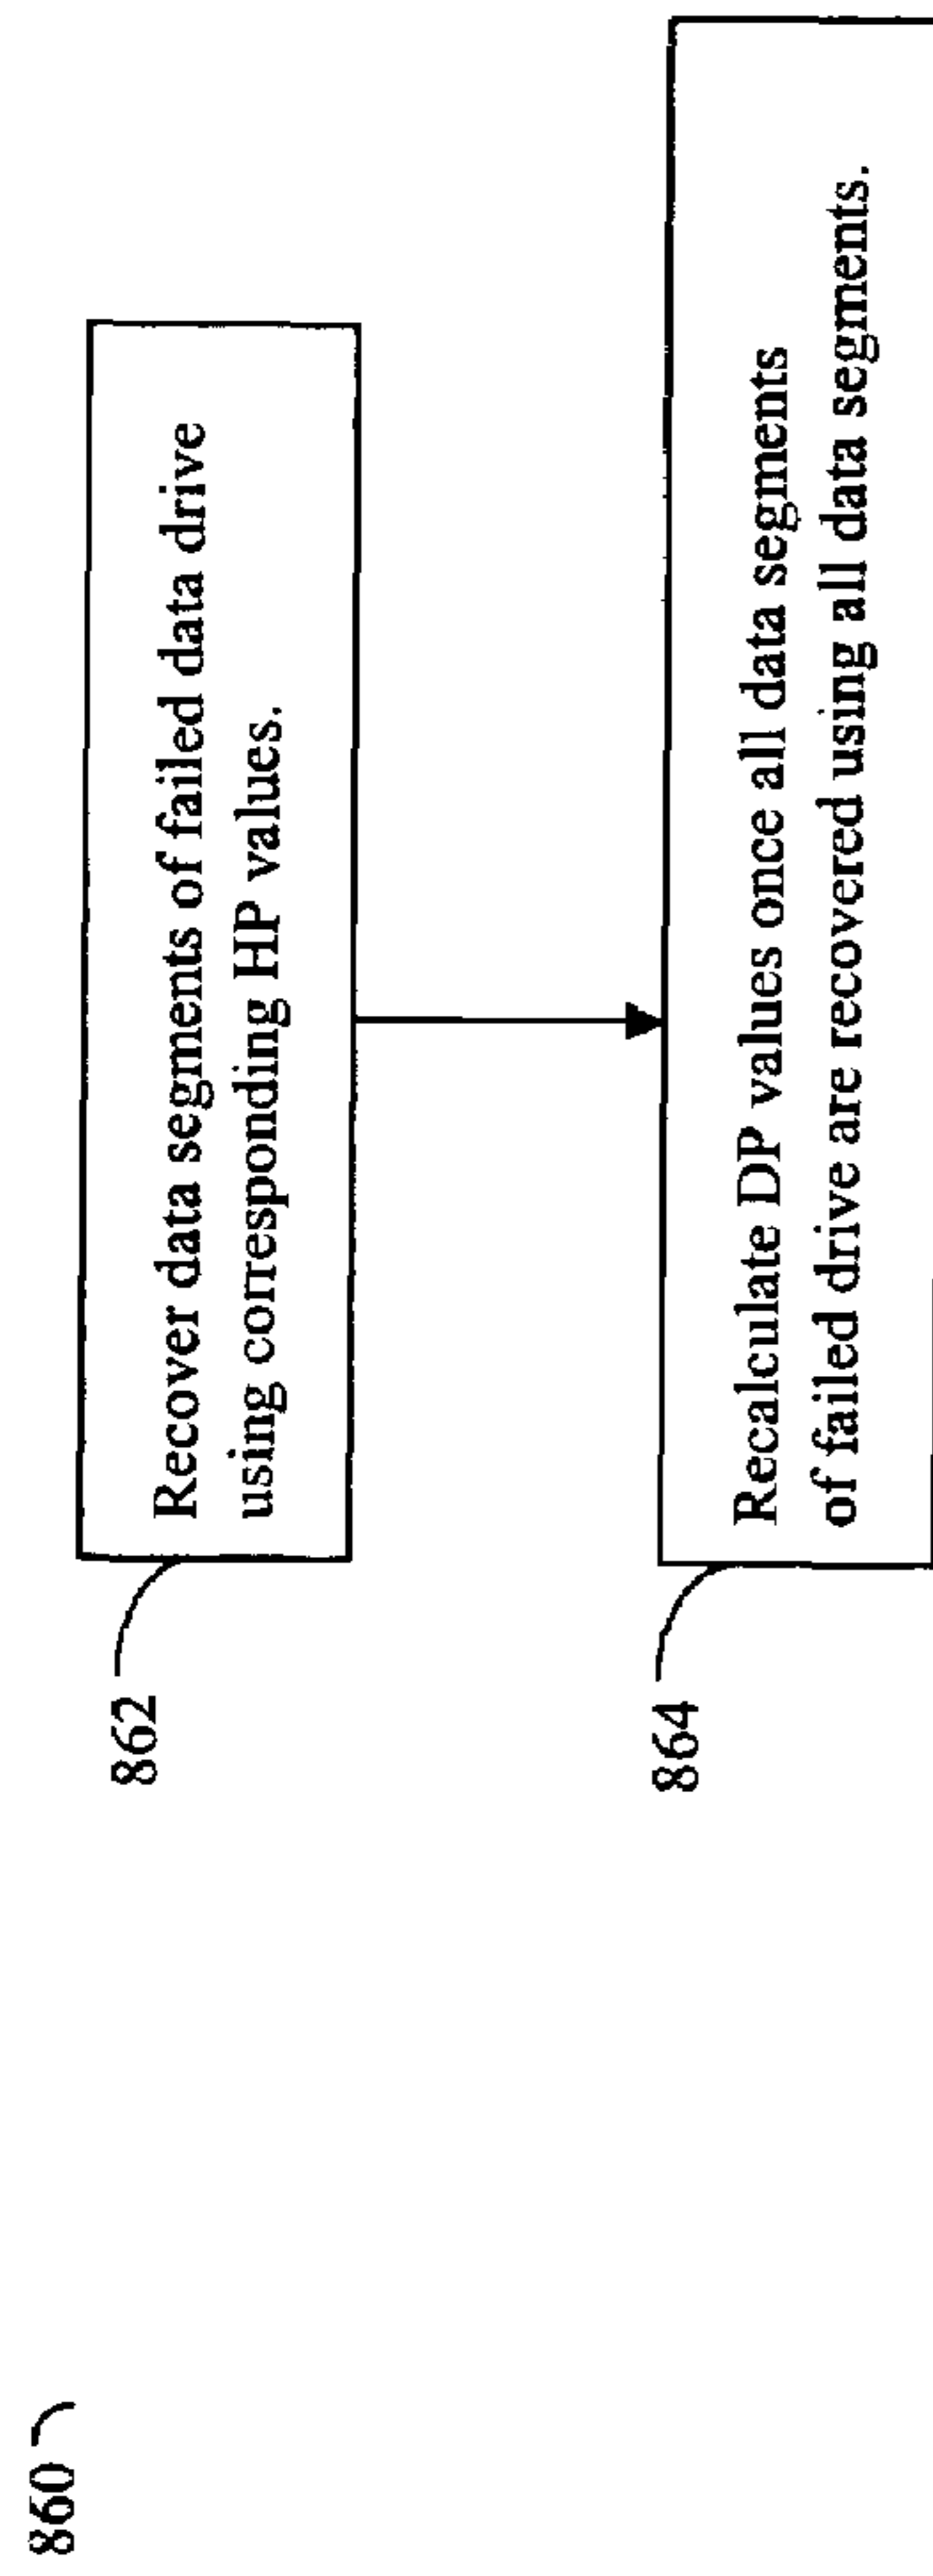 860
862
Recover data segments of failed data drive
using corresponding HP values.
864
Recalculate DP values once all data segments
of failed drive are recovered using all data segments.